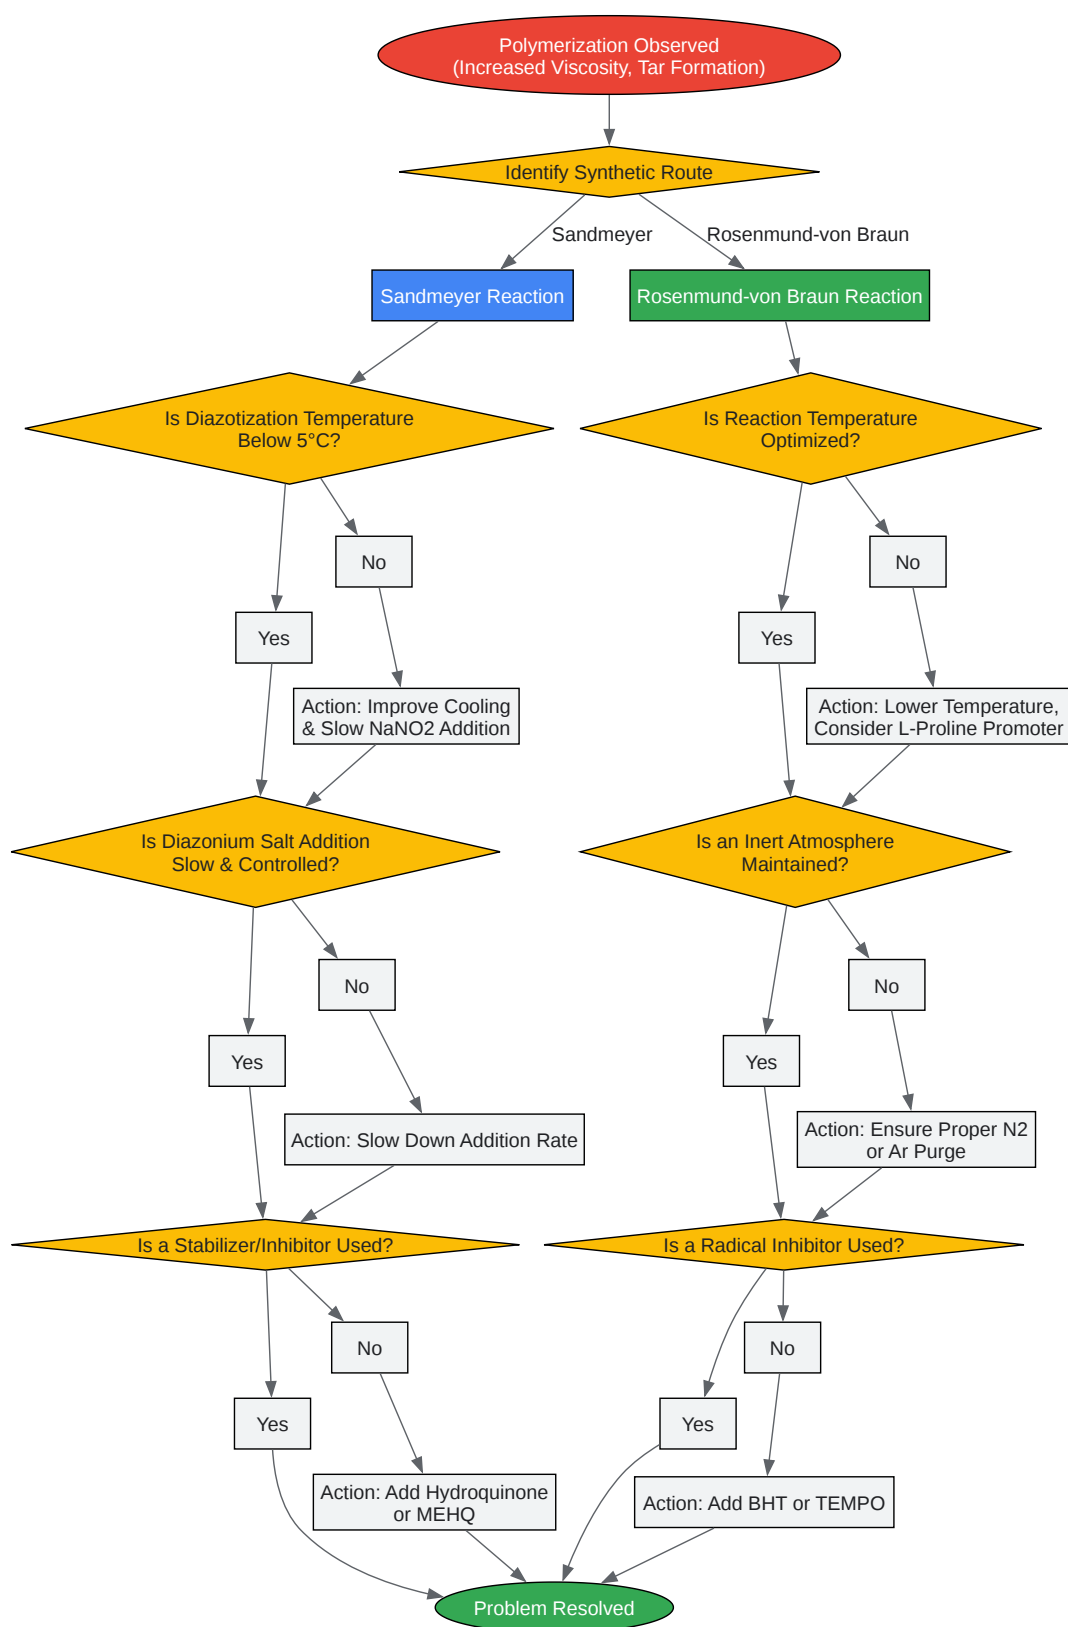 Polymerization Observed
(Increased Viscosity, Tar Formation)
Identify Synthetic Route
Sandmeyer
Rosenmund-von Braun
Sandmeyer Reaction
Rosenmund-von Braun Reaction
Is Diazotization Temperature
Below 5°C?
Is Reaction Temperature
Optimized?
No
No
Yes
Yes
Action: Improve Cooling
& Slow NaNO2 Addition
Action: Lower Temperature,
Consider L-Proline Promoter
Is Diazonium Salt Addition
Slow & Controlled?
Is an Inert Atmosphere
Maintained?
No
No
Yes
Yes
Action: Slow Down Addition Rate
Action: Ensure Proper N2
or Ar Purge
Is a Stabilizer/Inhibitor Used?
Is a Radical Inhibitor Used?
No
No
Yes
Yes
Action: Add Hydroquinone
or MEHQ
Action: Add BHT or TEMPO
Problem Resolved